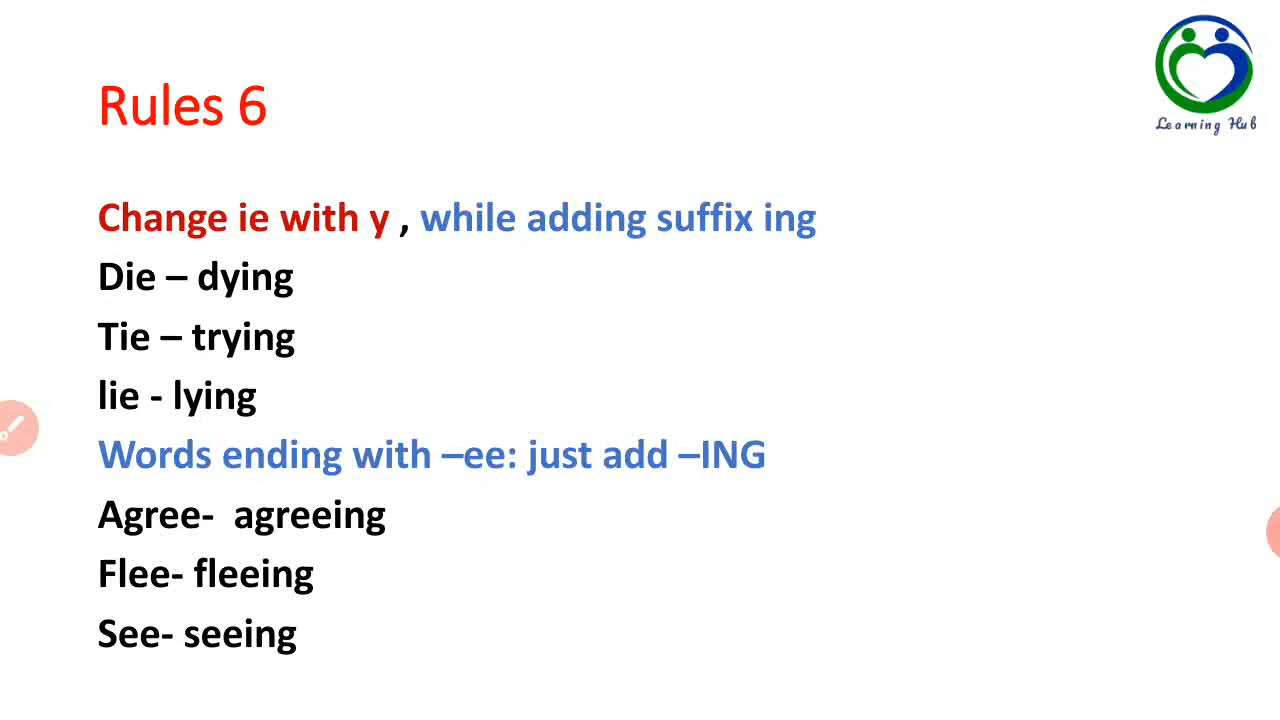 Learning Hub
Rules 6
Change ie with y , while adding suffix ing
Die – dying
Tie – trying
lie - lying
Words ending with –ee: just add –ING
Agree-  agreeing
Flee- fleeing
See- seeing